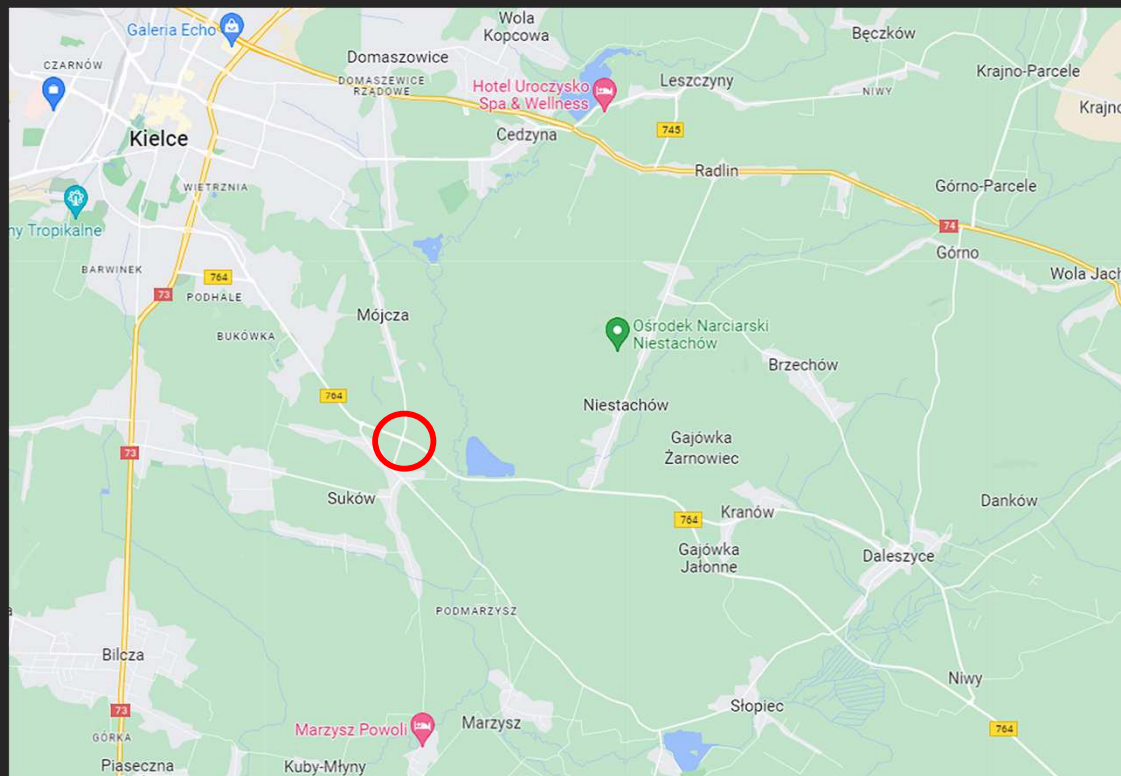 Wola
Kopcowa
Bęczków
Galeria Echo
CZARNÓW
Domaszowice
DOMASZEWICE
RZĄDOWE
Hotel Uroczysko
Spa & Wellness
Leszczyny
NIWY
Krajno-Parcele
Krajno
Kielce
Cedzyna
745
Radlin
WIETRZNIA
Górno-Parcele
ny Tropikalne
74
Górno
BARWINEK
764
Wola Jach
73
PODHALE
Mójcza
BUKÓWKA
Ośrodek Narciarski
Niestachów
Brzechów
764
Niestachów
73
Gajówka
Żarnowiec
Suków
Danków
764
Kranów
Gajówka
Jałonne
Daleszyce
PODMARZYSZ
Bilcza
Niwy
73
Słopiec
Marzysz Powoli
Marzysz
764
GÓRKA
Piaseczna
Kuby-Młyny